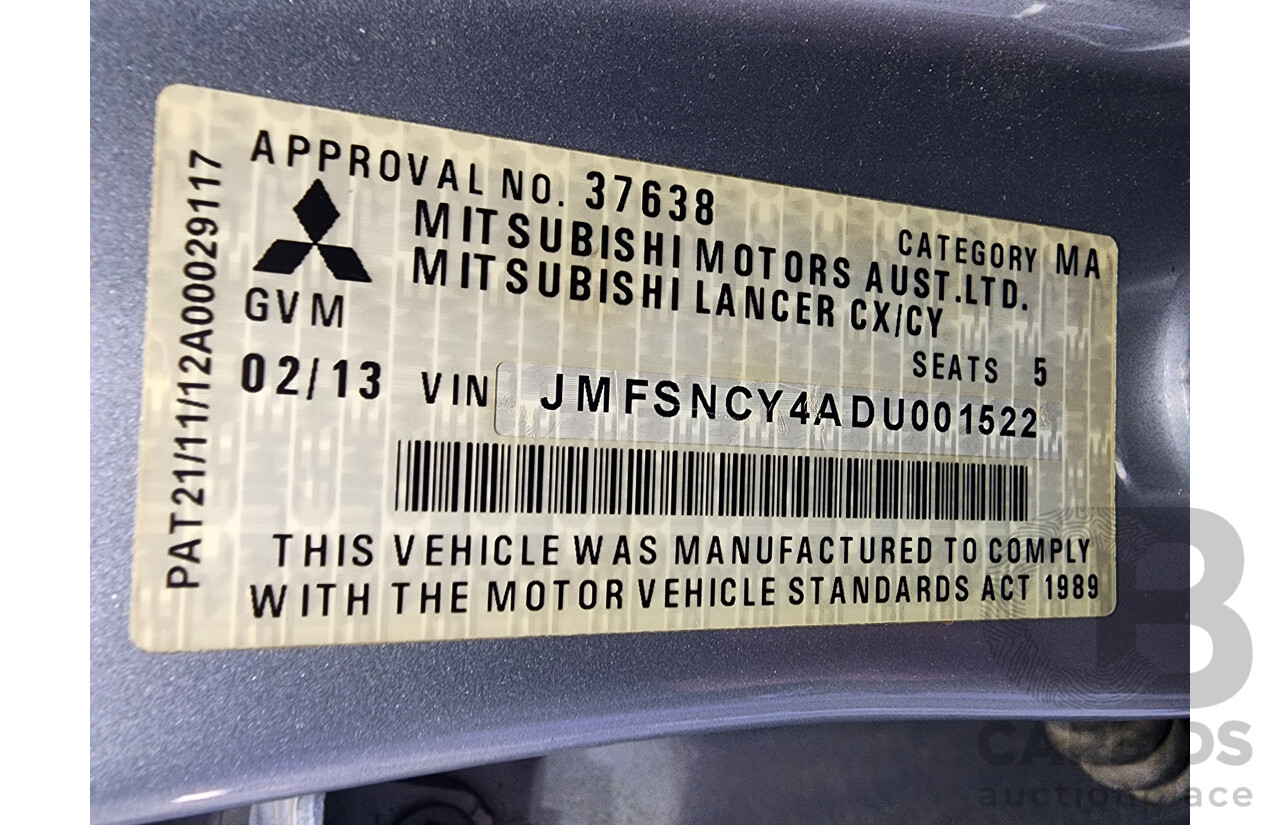 APPROVAL NO. 37638
CATEGORY MA
MITSUBISHI MOTORS AUST.LTD.
MITSUBISHI LANCER CX/CY
GVM
SEATS 5
02/13 VIN JMFSNCY4ADU001522
THIS VEHICLE WAS MANUFACTURED TO COMPLY
WITH THE MOTOR VEHICLE STANDARDS ACT 1989
PAT21/11/12A00029117